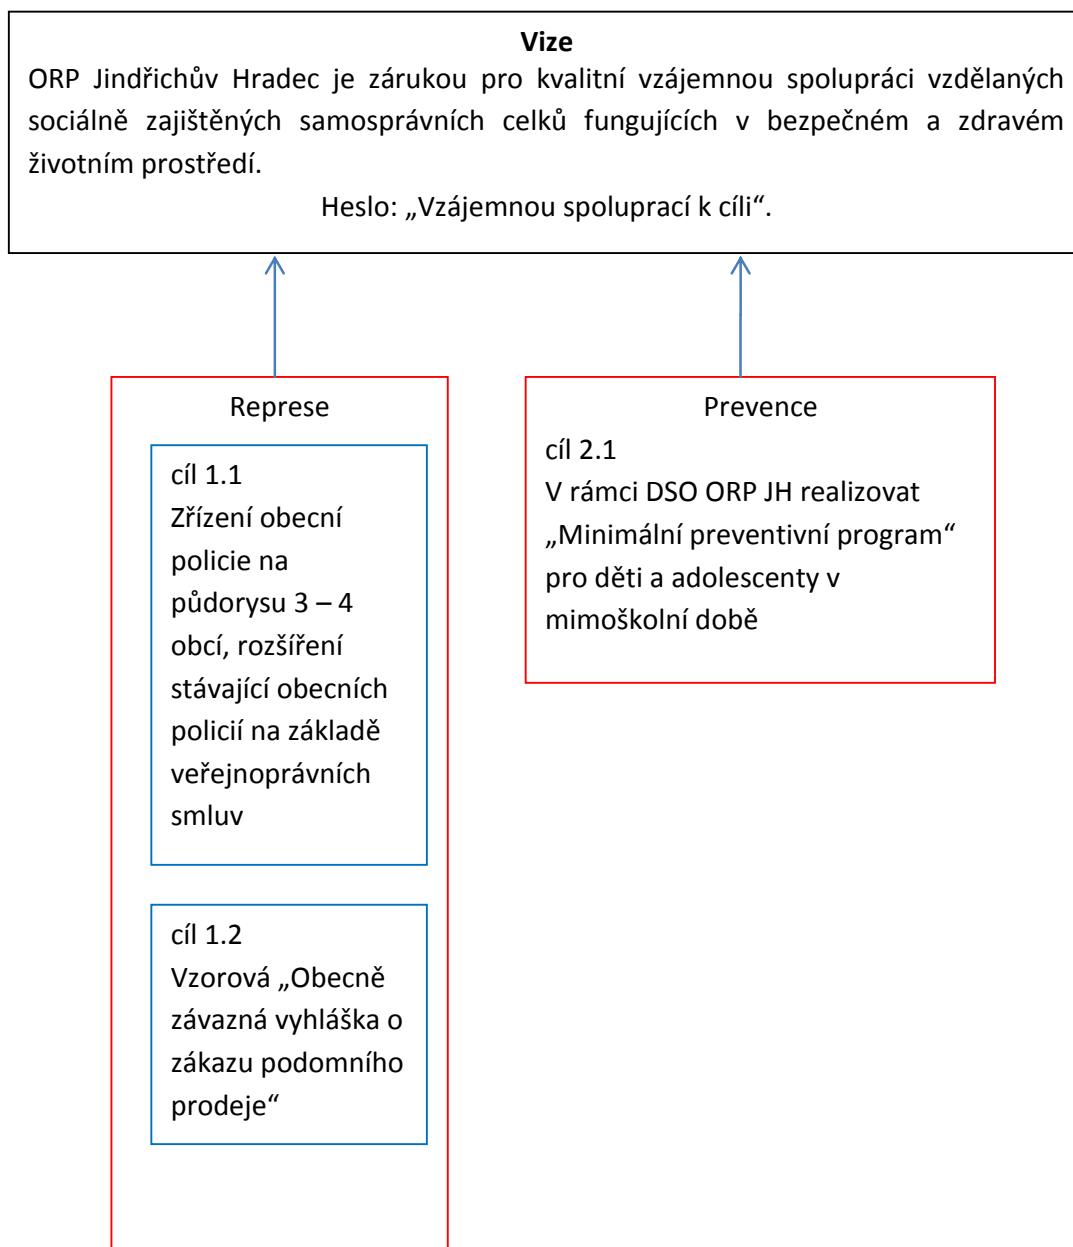 Vize
ORP Jindřichův Hradec je zárukou pro kvalitní vzájemnou spolupráci vzdělaných
sociálně zajištěných samosprávních celků fungujících v bezpečném a zdravém
životním prostředí.
Heslo: „Vzájemnou spoluprací k cíli“.
Represe
cíl 1.1
Zřízení obecní
policie na
půdorysu 3 – 4
obcí, rozšíření
stávající obecních
policií na základě
veřejnoprávních
smluv
cíl 1.2
Vzorová „Obecně
závazná vyhláška o
zákazu podomního
prodeje“
Prevence
cíl 2.1
V rámci DSO ORP JH realizovat
„Minimální preventivní program“
pro děti a adolescenty v
mimoškolní době